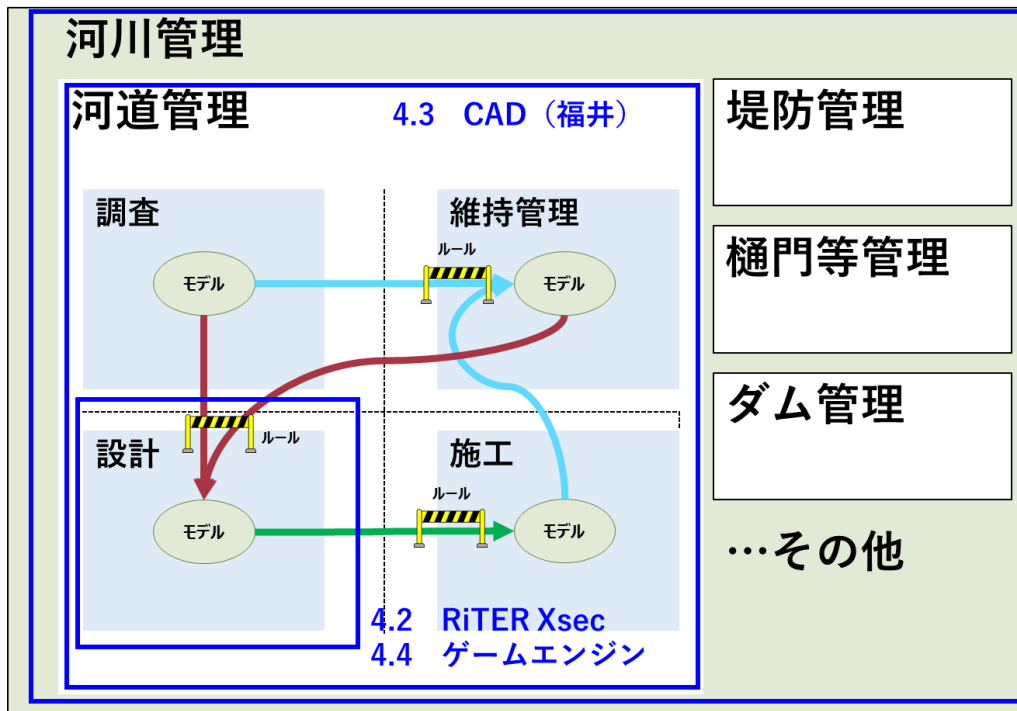 河川管理
河道管理
4.3 CAD（福井）
調査
モデル
維持管理
ルール
モデル
設計
ルール
モデル
施工
ルール
モデル
4.2 RiTER Xsec
4.4 ゲームエンジン
堤防管理
樋門等管理
ダム管理
…その他